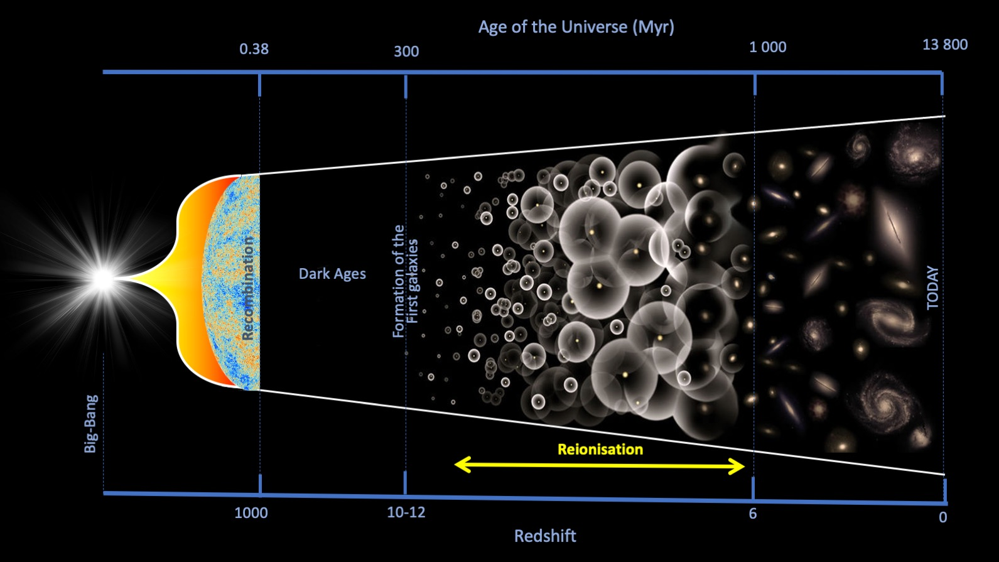 Age of the Universe (Myr)
0.38
300
1 000
13 800
Recombination
Dark Ages
Formation of the
First galaxies
TODAY
Big-Bang
Reionisation
1000
10-12
6
0
Redshift